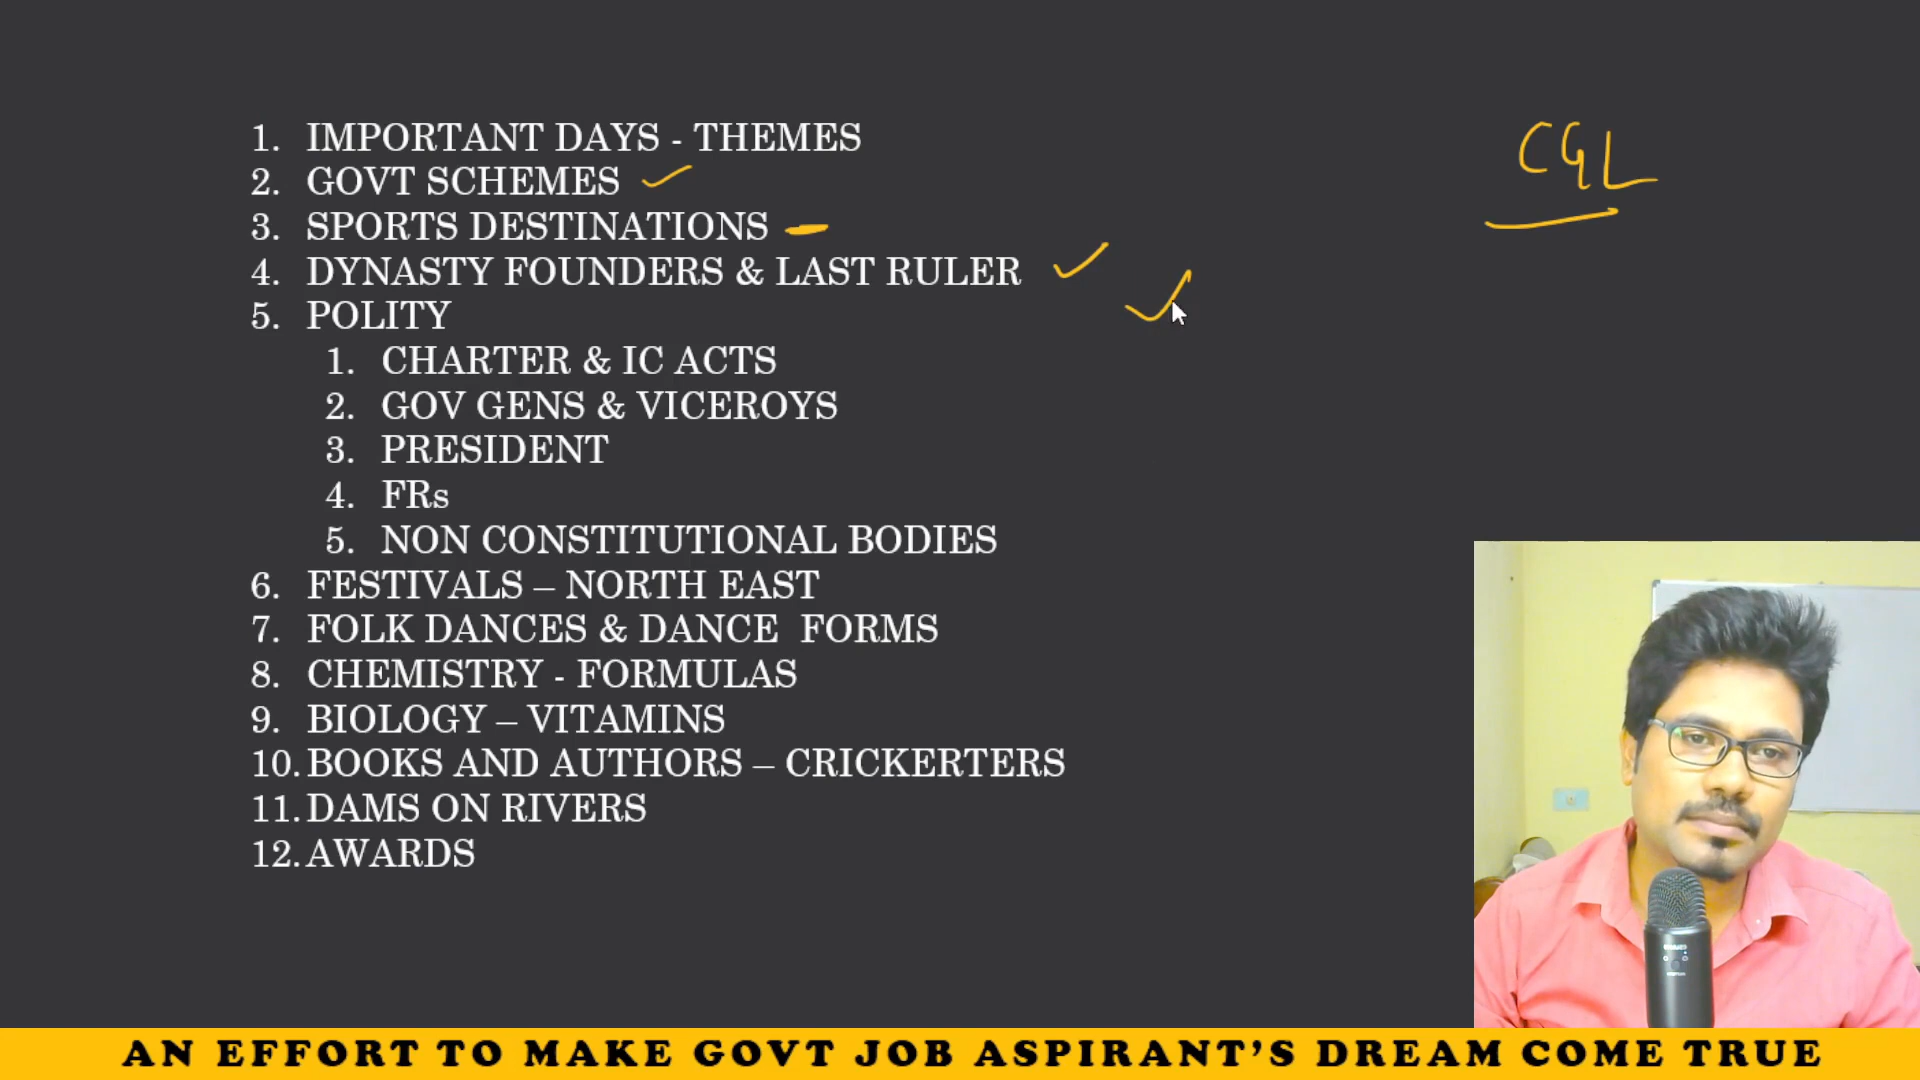 1. IMPORTANT DAYS - THEMES
2. GOVT SCHEMES
3. SPORTS DESTINATIONS
4. DYNASTY FOUNDERS & LAST RULER
5. POLITY
1. CHARTER & IC ACTS
2. GOV GENS & VICEROYS
3. PRESIDENT
4. FRs
5. NON CONSTITUTIONAL BODIES
6. FESTIVALS – NORTH EAST
7. FOLK DANCES & DANCE FORMS
8. CHEMISTRY - FORMULAS
9. BIOLOGY – VITAMINS
10. BOOKS AND AUTHORS – CRICKERTERS
11. DAMS ON RIVERS
12. AWARDS
CGL
AN EFFORT TO MAKE GOVT JOB ASPIRANT'S DREAM COME TRUE